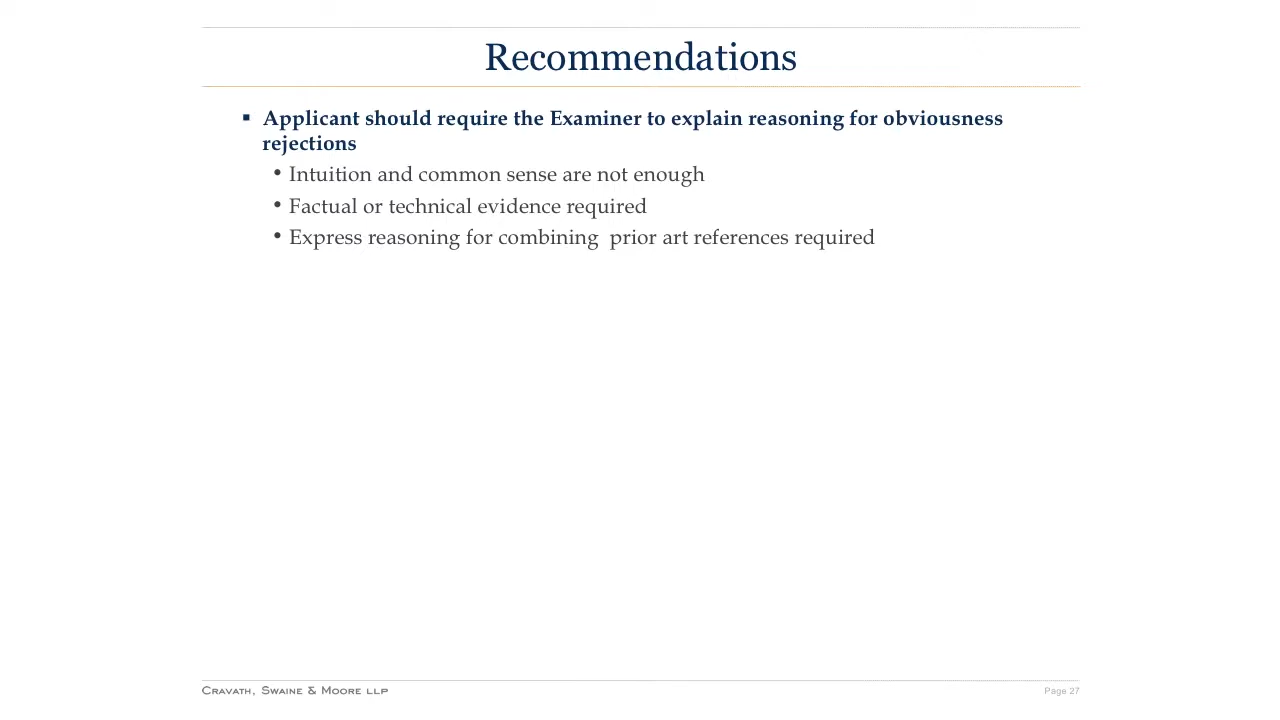 Recommendations
▪ Applicant should require the Examiner to explain reasoning for obviousness
rejections
• Intuition and common sense are not enough
• Factual or technical evidence required
• Express reasoning for combining  prior art references required
Cravath, Swaine & Moore LLP
Page 27